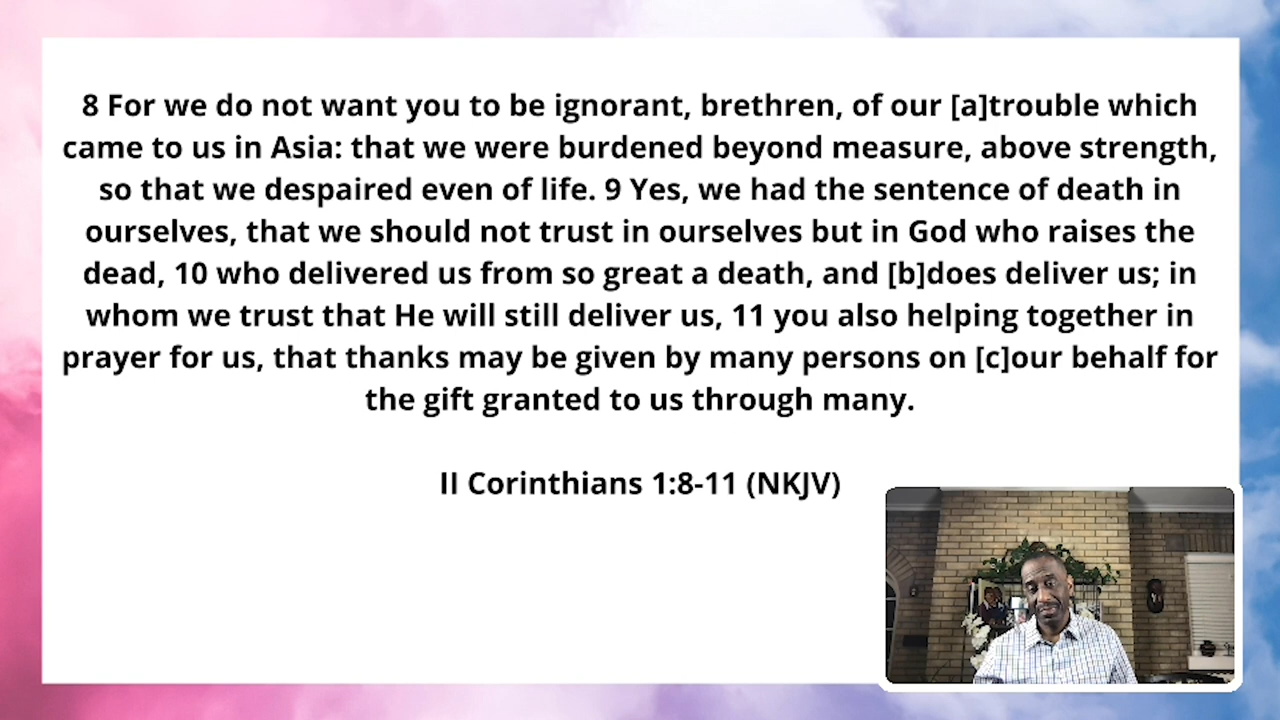 8 For we do not want you to be ignorant, brethren, of our [a]trouble which
came to us in Asia: that we were burdened beyond measure, above strength,
so that we despaired even of life. 9 Yes, we had the sentence of death in
ourselves, that we should not trust in ourselves but in God who raises the
dead, 10 who delivered us from so great a death, and [b]does deliver us; in
whom we trust that He will still deliver us, 11 you also helping together in
prayer for us, that thanks may be given by many persons on [c]our behalf for
the gift granted to us through many.
II Corinthians 1:8-11 (NKJV)